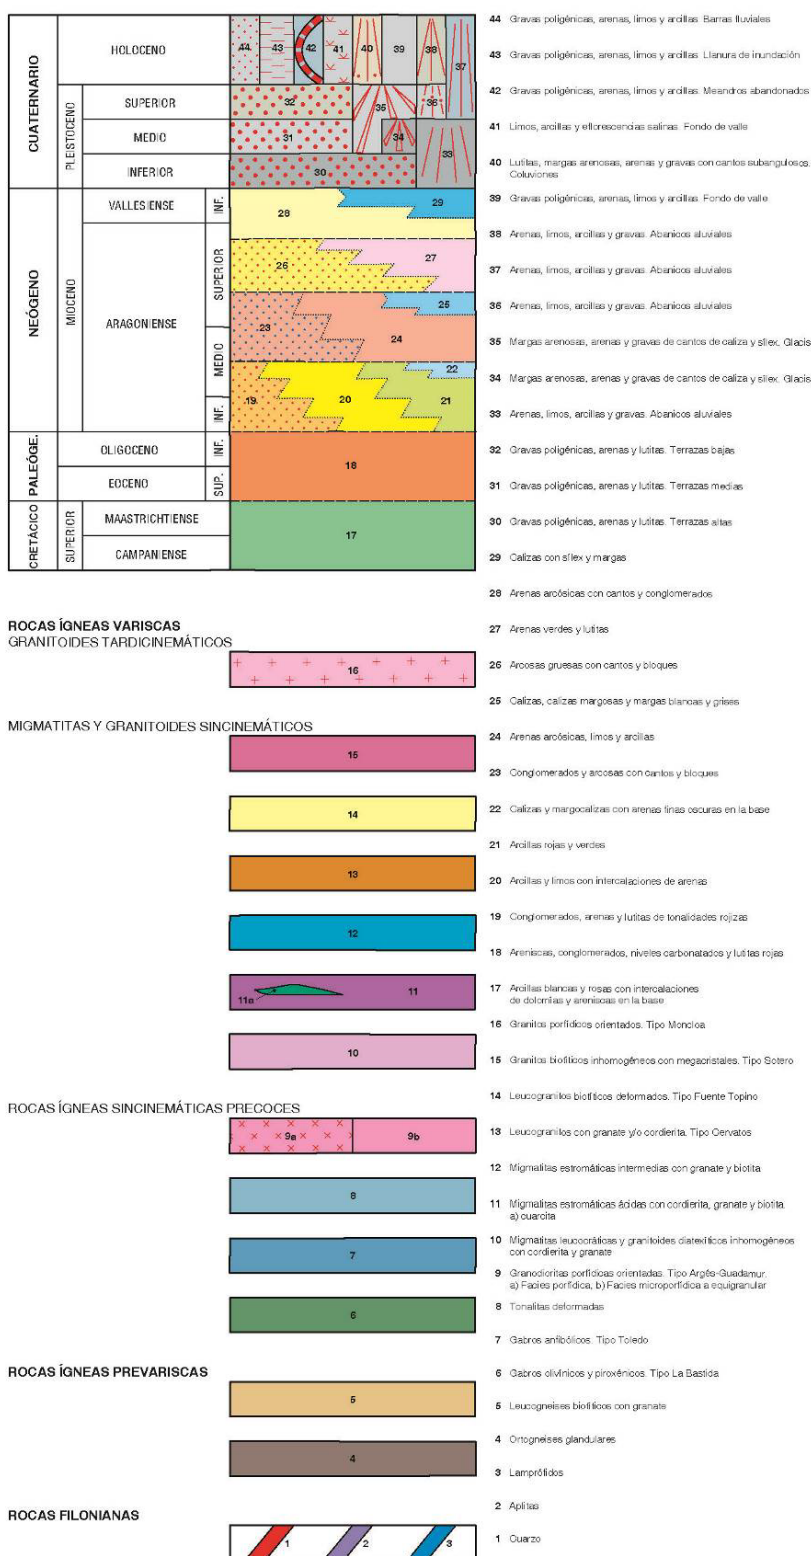 CUATERNARIO
HOLOCENO
PLEISTOCENO
SUPERIOR
MEDIO
INFERIOR
NEÓGENO
MIOCENO
VALLESIENSE
INF.
ARAGONIENSE
SUPERIOR
MEDIO
INF.
PALEÓGE.
OLIGOCENO
INF.
EOCENO
SUP.
CRETÁCICO
SUPERIOR
MAASTRICHTIENSE
CAMPANIENSE
44 43 42 41 40 39 38 37
32 35 36
31 34 33
30
28 29
26 27
23 24 25
19 20 21 22
18
17
ROCAS ÍGNEAS VARISCAS
GRANITOIDES TARDICINEMÁTICOS
16
MIGMATITAS Y GRANITOIDES SINCINEMÁTICOS
15
14
13
12
11a 11
10
ROCAS ÍGNEAS SINCINEMÁTICAS PRECOCES
9a 9b
8
7
6
ROCAS ÍGNEAS PREVARISCAS
5
4
ROCAS FILONIANAS
1 2 3
44 Gravas poligénicas, arenas, limos y arcillas. Barras fluviales
43 Gravas poligénicas, arenas, limos y arcillas. Llanura de inundación
42 Gravas poligénicas, arenas, limos y arcillas. Meandros abandonados
41 Limos, arcillas y eflorescencias salinas. Fondo de valle
40 Lutitas, margas arenosas, arenas y gravas con cantos subangulosos.
Coluviones
39 Gravas poligénicas, arenas, limos y arcillas. Fondo de valle
38 Arenas, limos, arcillas y gravas. Abanicos aluviales
37 Arenas, limos, arcillas y gravas. Abanicos aluviales
36 Arenas, limos, arcillas y gravas. Abanicos aluviales
35 Margas arenosas, arenas y gravas de cantos de caliza y sílex. Glacis
34 Margas arenosas, arenas y gravas de cantos de caliza y sílex. Glacis
33 Arenas, limos, arcillas y gravas. Abanicos aluviales
32 Gravas poligénicas, arenas y lutitas. Terrazas bajas
31 Gravas poligénicas, arenas y lutitas. Terrazas medias
30 Gravas poligénicas, arenas y lutitas. Terrazas altas
29 Calizas con sílex y margas
28 Arenas arcósicas con cantos y conglomerados
27 Arenas verdes y lutitas
26 Arcosas gruesas con cantos y bloques
25 Calizas, calizas margosas y margas blancas y grises
24 Arenas arcósicas, limos y arcillas
23 Conglomerados y arcosas con cantos y bloques
22 Calizas y margocalizas con arenas finas oscuras en la base
21 Arcillas rojas y verdes
20 Arcillas y limos con intercalaciones de arenas
19 Conglomerados, arenas y lutitas de tonalidades rojizas
18 Areniscas, conglomerados, niveles carbonatados y lutitas rojas
17 Arcillas blancas y rosas con intercalaciones
de dolomías y areniscas en la base
16 Granitos porfídicos orientados. Tipo Moncloa
15 Granitos biotíticos inhomogéneos con megacristales. Tipo Sotero
14 Leucogranitos biotíticos deformados. Tipo Fuente Topino
13 Leucogranitos con granate y/o cordierita. Tipo Cervatos
12 Migmatitas estromáticas intermedias con granate y biotita
11 Migmatitas estromáticas ácidas con cordierita, granate y biotita.
a) cuarcita
10 Migmatitas leucocráticas y granitoides diatexíticos inhomogéneos
con cordierita y granate
9 Granodioritas porfídicas orientadas. Tipo Argés-Guadamur.
a) Facies porfídica, b) Facies microporfídica a equigranular
8 Tonalitas deformadas
7 Gabros anfibólicos. Tipo Toledo
6 Gabros olivínicos y piroxénicos. Tipo La Bastida
5 Leucogneises biotíticos con granate
4 Ortogneises glandulares
3 Lamprófidos
2 Aplitas
1 Cuarzo